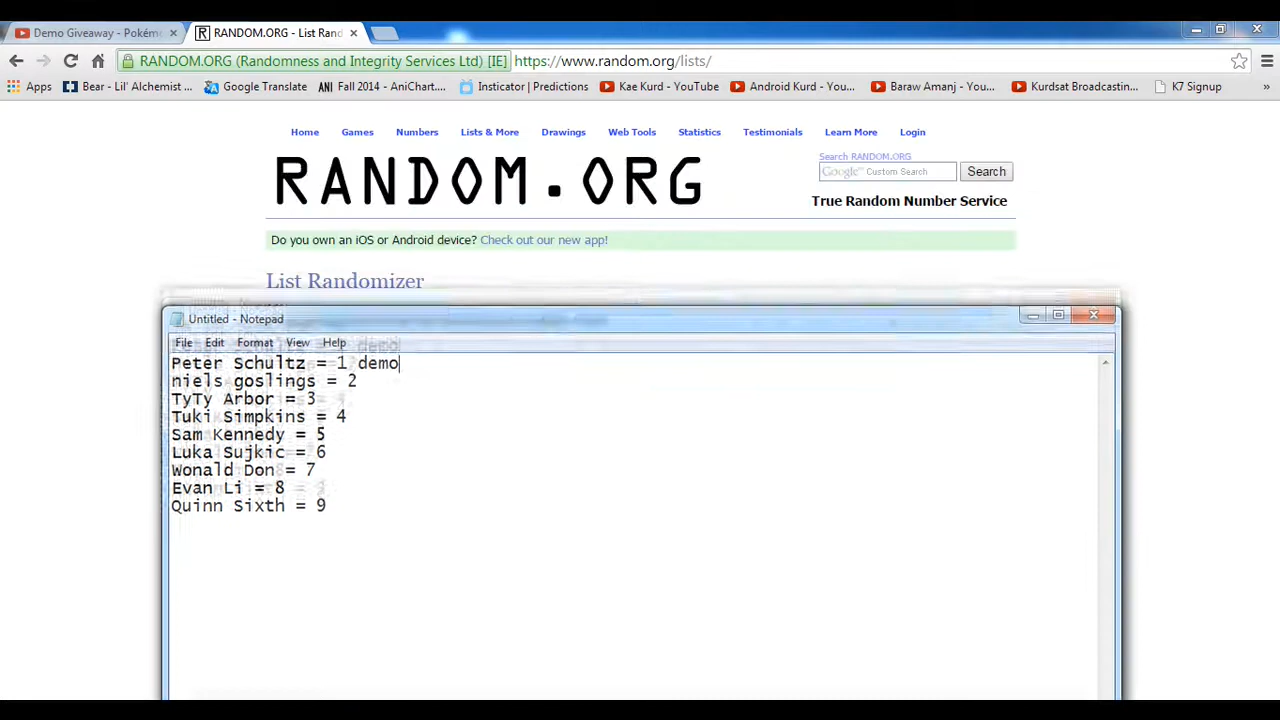 Demo Giveaway - Pokém
RANDOM.ORG - List Ran
RANDOM.ORG (Randomness and Integrity Services Ltd) [IE] https://www.random.org/lists/
Apps Bear - Lil' Alchemist ... Google Translate ANI Fall 2014 - AniChart.... Insticator | Predictions Kae Kurd - YouTube Android Kurd - You... Baraw Amanj - You... Kurdsat Broadcastin... K7 Signup »
Home Games Numbers Lists & More Drawings Web Tools Statistics Testimonials Learn More Login
RANDOM.ORG
Search RANDOM.ORG
Google Custom Search Search
True Random Number Service
Do you own an iOS or Android device? Check out our new app!
List Randomizer
Untitled - Notepad
File Edit Format View Help
Peter Schultz = 1 demo
niels goslings = 2
TyTy Arbor = 3
Tuki Simpkins = 4
Sam Kennedy = 5
Luka Sujkic = 6
Wonald Don = 7
Evan Li = 8
Quinn Sixth = 9